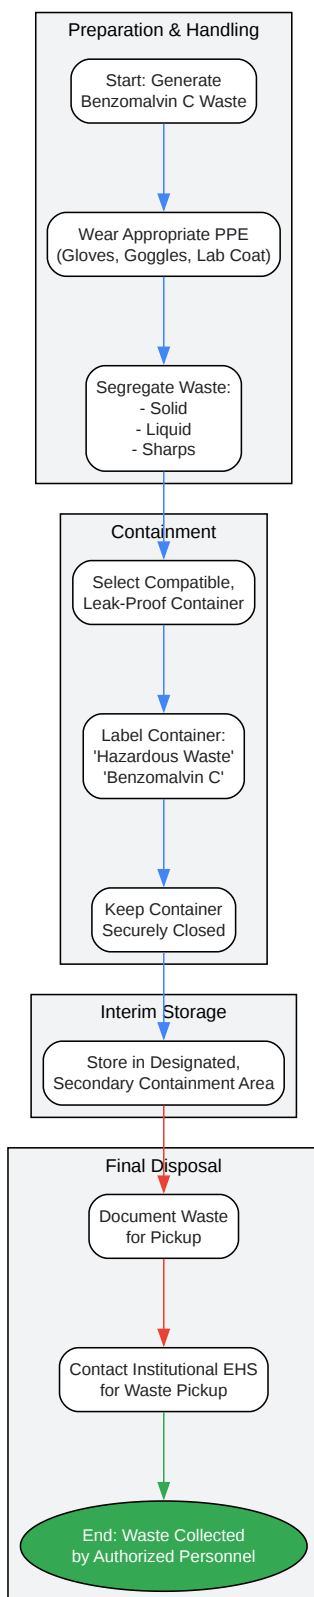 Preparation & Handling
Start: Generate
Benzomalvin C Waste
Wear Appropriate PPE
(Gloves, Goggles, Lab Coat)
Segregate Waste:
- Solid
- Liquid
- Sharps
Containment
Select Compatible,
Leak-Proof Container
Label Container:
'Hazardous Waste'
'Benzomalvin C'
Keep Container
Securely Closed
Interim Storage
Store in Designated,
Secondary Containment Area
Final Disposal
Document Waste
for Pickup
Contact Institutional EHS
for Waste Pickup
End: Waste Collected
by Authorized Personnel